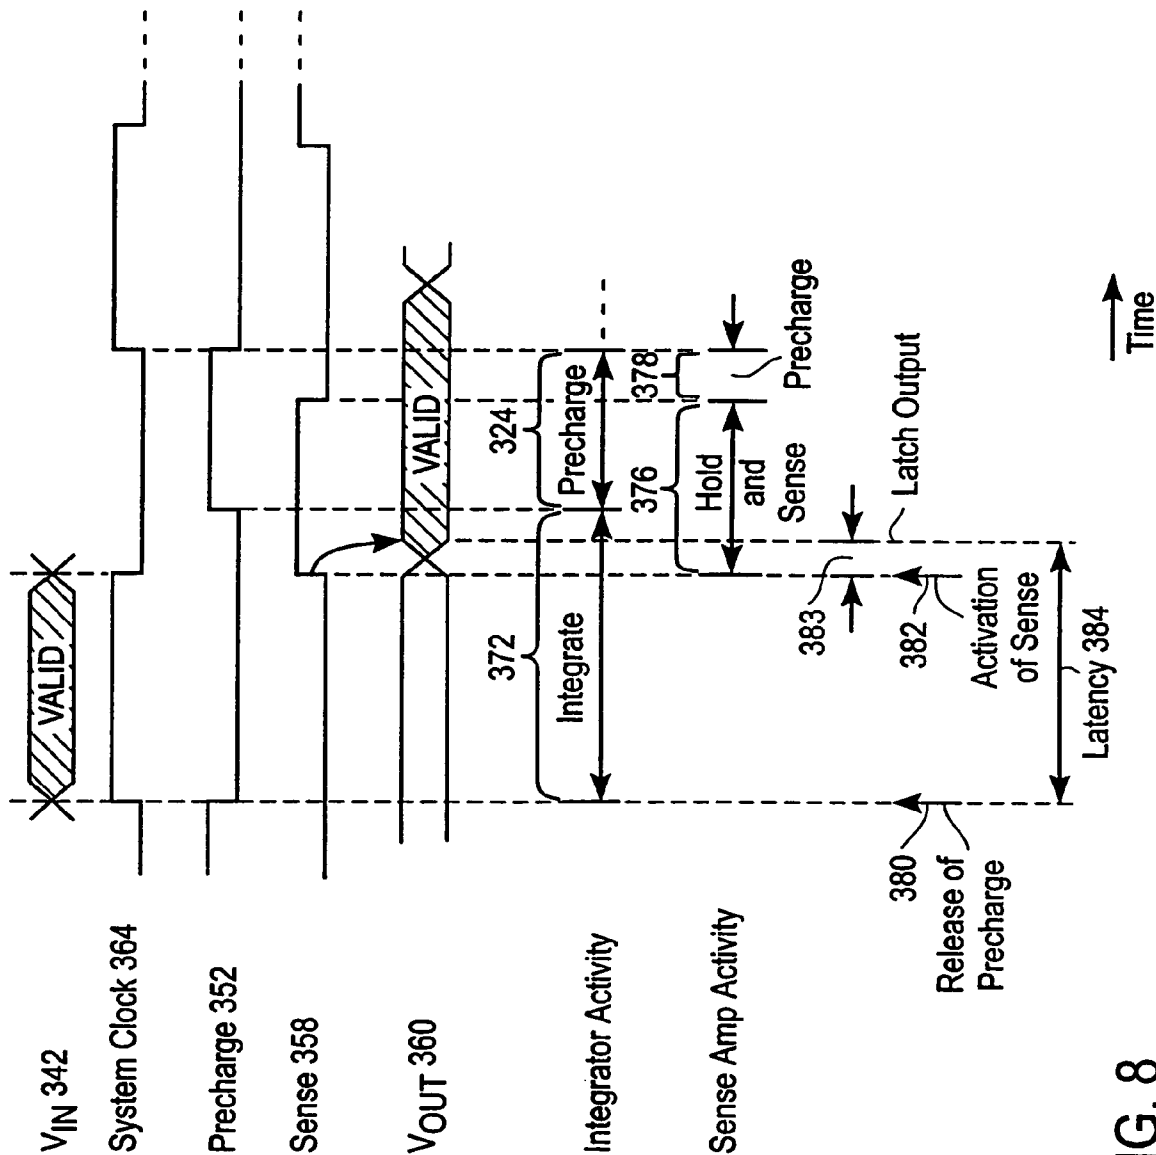 VIN 342
VALID
System Clock 364
Precharge 352
Sense 358
VOUT 360
VALID
372
324
Integrator Activity
Integrate
Precharge
376
378
Sense Amp Activity
Hold
and
Sense
Precharge
383
380
382
Release of
Precharge
Activation
of Sense
Latch Output
Latency 384
Time
FIG. 8